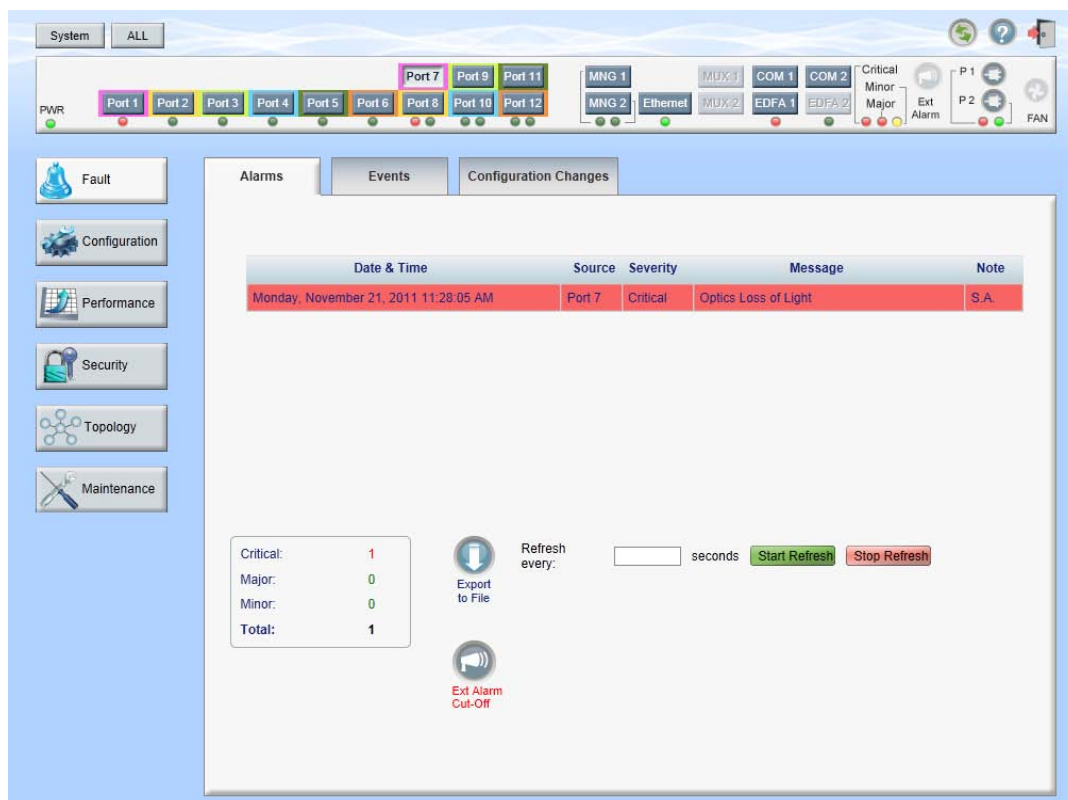 System ALL
Port 7 Port 9 Port 11 MNG 1 MUX 1 COM 1 COM 2 Critical P 1
Minor
PWR Port 1 Port 2 Port 3 Port 4 Port 5 Port 6 Port 8 Port 10 Port 12 MNG 2 Ethernet MUX 2 EDFA 1 EDFA 2 Major Ext P 2
Alarm FAN
Fault
Configuration
Performance
Security
Topology
Maintenance
Alarms Events Configuration Changes
Date & Time Source Severity Message Note
Monday, November 21, 2011 11:28:05 AM Port 7 Critical Optics Loss of Light S.A.
Critical: 1
Major: 0
Minor: 0
Total: 1
Export
to File
Ext Alarm
Cut-Off
Refresh
every: seconds Start Refresh Stop Refresh